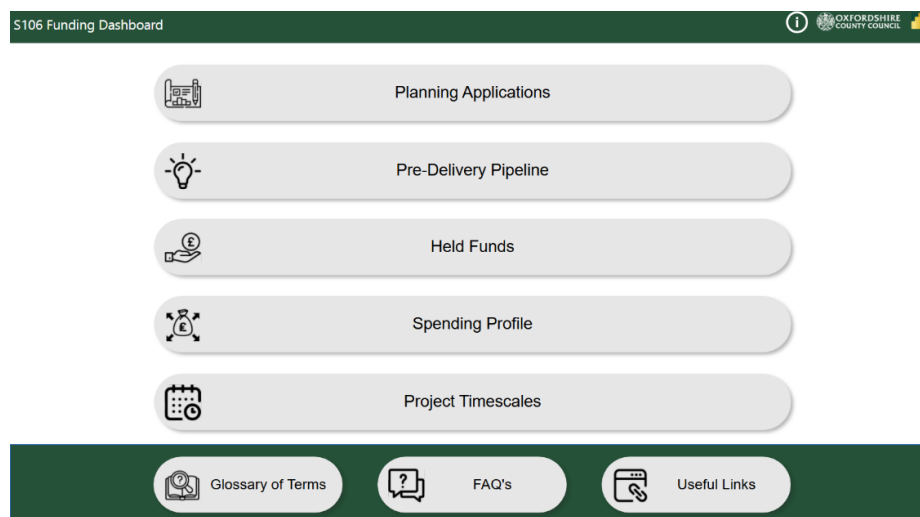 S106 Funding Dashboard
i
OXFORDSHIRE
COUNTY COUNCIL
Planning Applications
Pre-Delivery Pipeline
£
Held Funds
£
Spending Profile
Project Timescales
?
Glossary of Terms
?
FAQ's
Useful Links